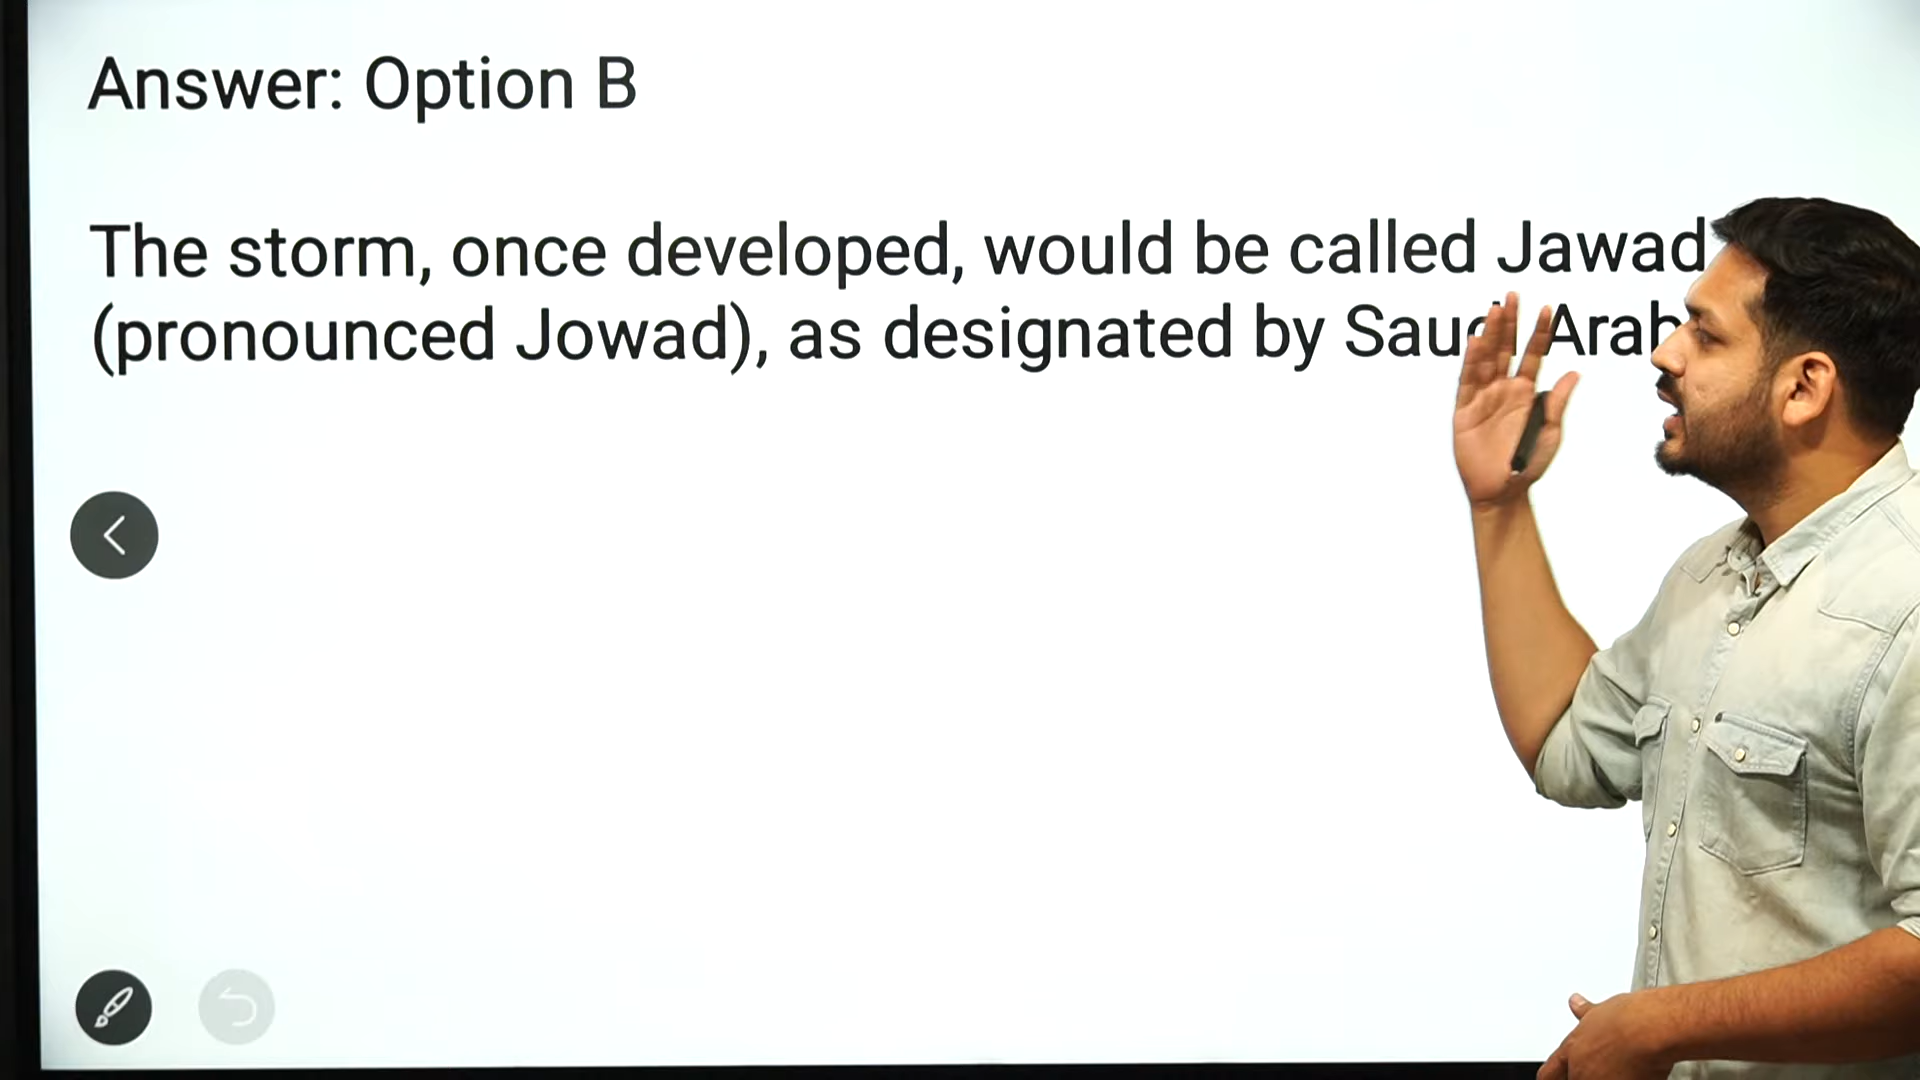 Answer: Option B
The storm, once developed, would be called Jawad
(pronounced Jowad), as designated by